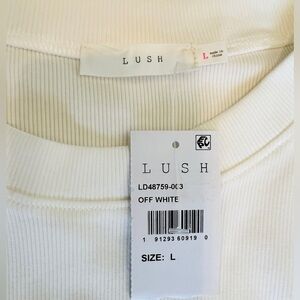 LUSH
L
LUSH
LD48759-003
OFF WHITE
1 91293 60919 0
SIZE: L